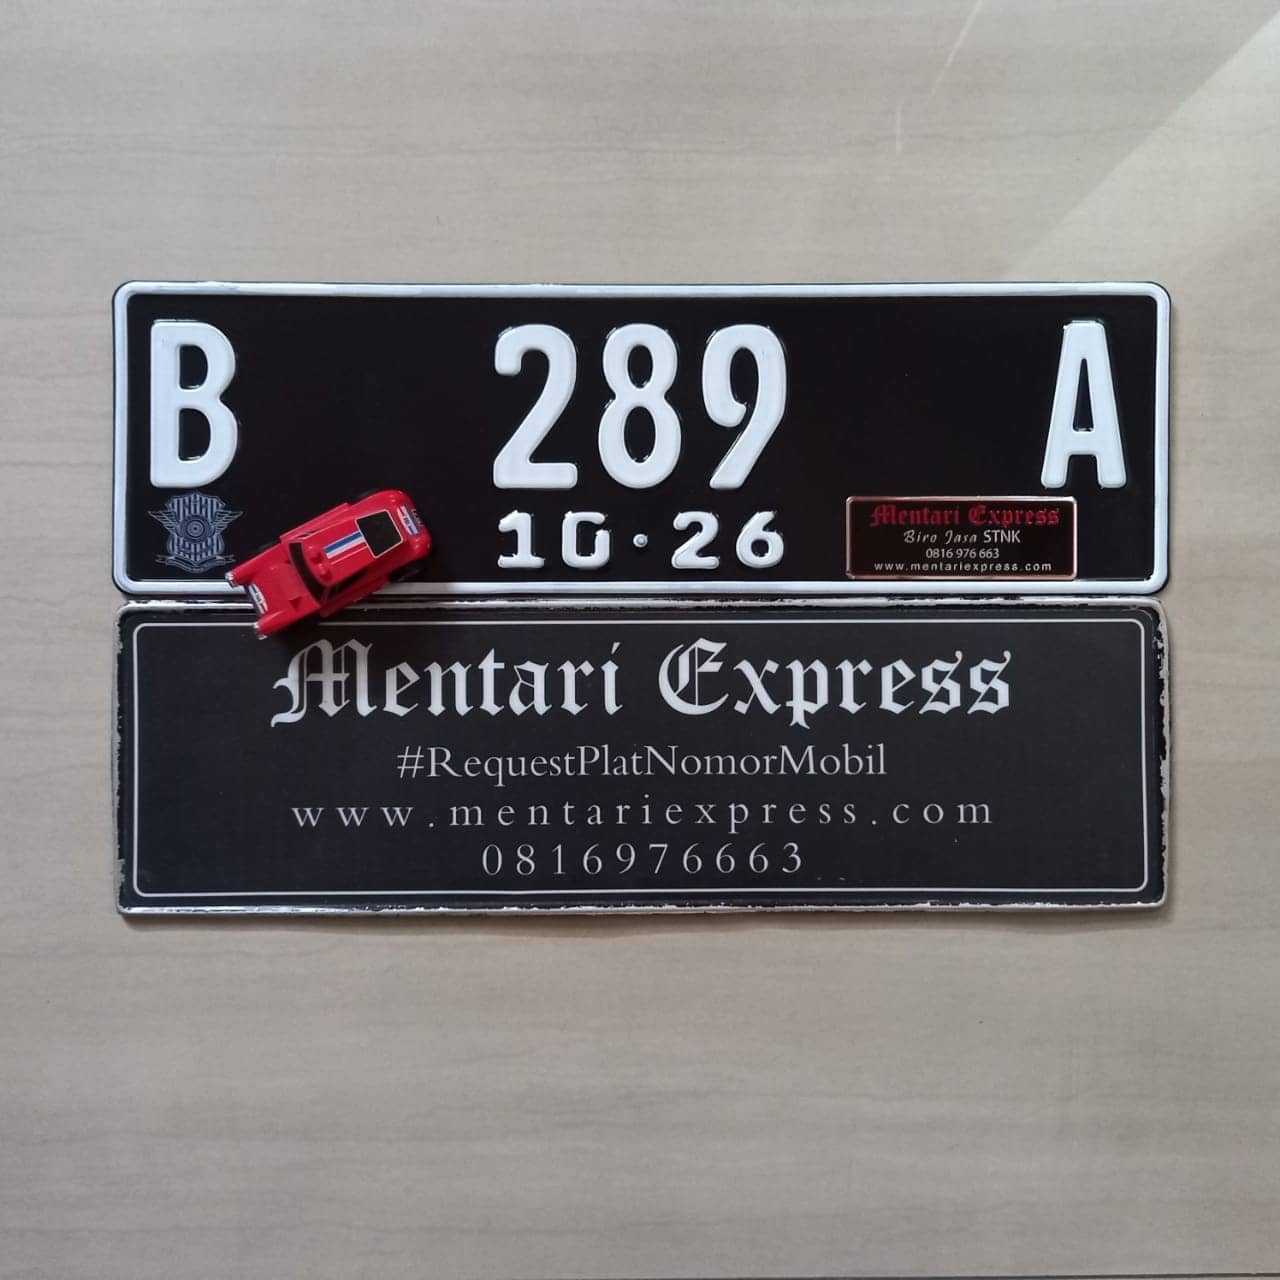 B 289 A
10·26
Mentari Express
Biro Jasa STNK
0816 976 663
www.mentariexpress.com
Mentari Express
#RequestPlatNomorMobil
www.mentariexpress.com
0816976663